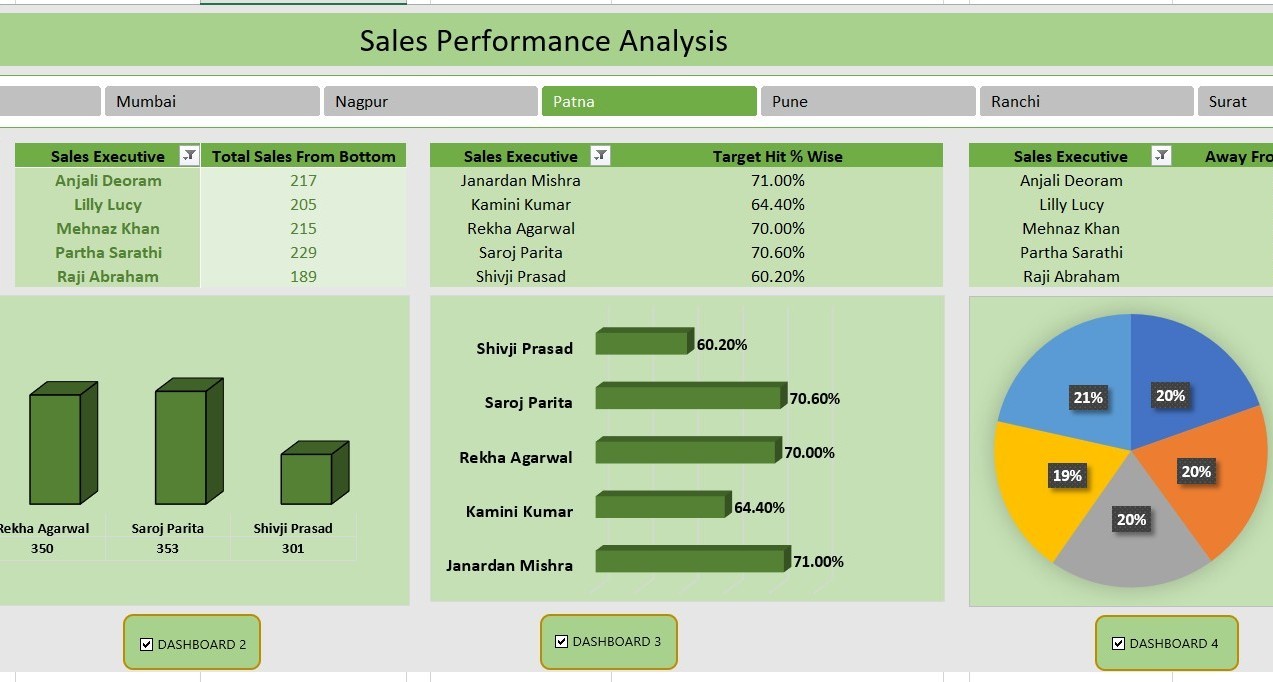 Sales Performance Analysis
Mumbai Nagpur Patna Pune Ranchi Surat
Sales Executive Total Sales From Bottom
Anjali Deoram 217
Lilly Lucy 205
Mehnaz Khan 215
Partha Sarathi 229
Raji Abraham 189
Sales Executive Target Hit % Wise
Janardan Mishra 71.00%
Kamini Kumar 64.40%
Rekha Agarwal 70.00%
Saroj Parita 70.60%
Shivji Prasad 60.20%
Sales Executive Away Fro
Anjali Deoram
Lilly Lucy
Mehnaz Khan
Partha Sarathi
Raji Abraham
Rekha Agarwal Saroj Parita Shivji Prasad
350 353 301
Shivji Prasad 60.20%
Saroj Parita 70.60%
Rekha Agarwal 70.00%
Kamini Kumar 64.40%
Janardan Mishra 71.00%
21% 20%
19% 20%
20%
DASHBOARD 2
DASHBOARD 3
DASHBOARD 4